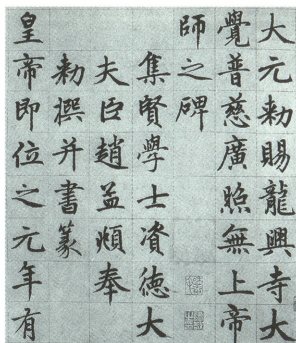 大元敕賜龍興寺大
覺普慈廣照無上帝
師之碑
集賢學士資德大
夫臣趙孟頫奉
敕撰并書篆
皇帝即位之元年有